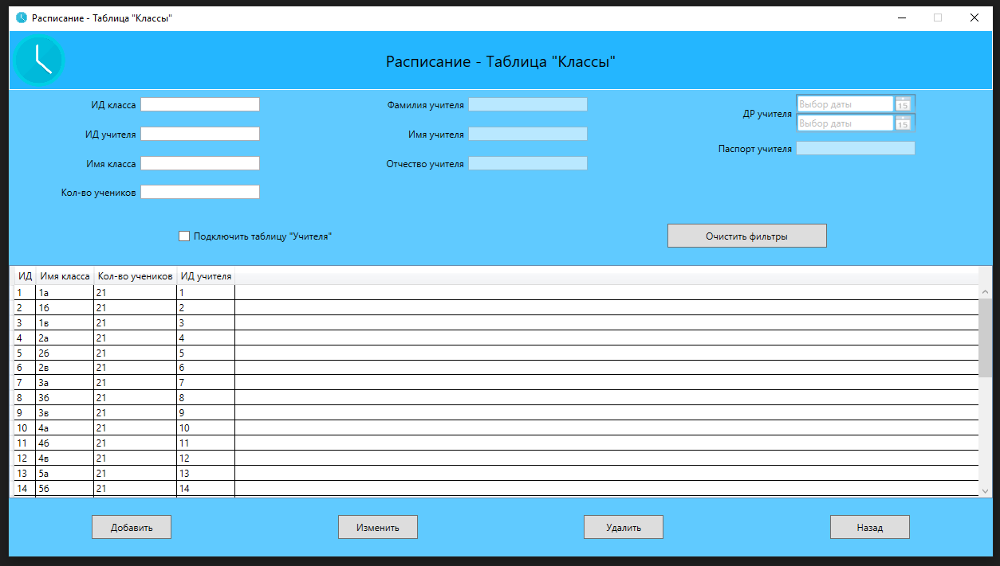 Расписание - Таблица "Классы"
Расписание - Таблица "Классы"
ИД класса
Фамилия учителя
ДР учителя
Выбор даты 15
Выбор даты 15
ИД учителя
Имя учителя
Паспорт учителя
Имя класса
Отчество учителя
Кол-во учеников
Подключить таблицу "Учителя"
Очистить фильтры
ИД Имя класса Кол-во учеников ИД учителя
1 1а 21 1
2 1б 21 2
3 1в 21 3
4 2а 21 4
5 2б 21 5
6 2в 21 6
7 3а 21 7
8 3б 21 8
9 3в 21 9
10 4а 21 10
11 4б 21 11
12 4в 21 12
13 5а 21 13
14 5б 21 14
Добавить Изменить Удалить Назад